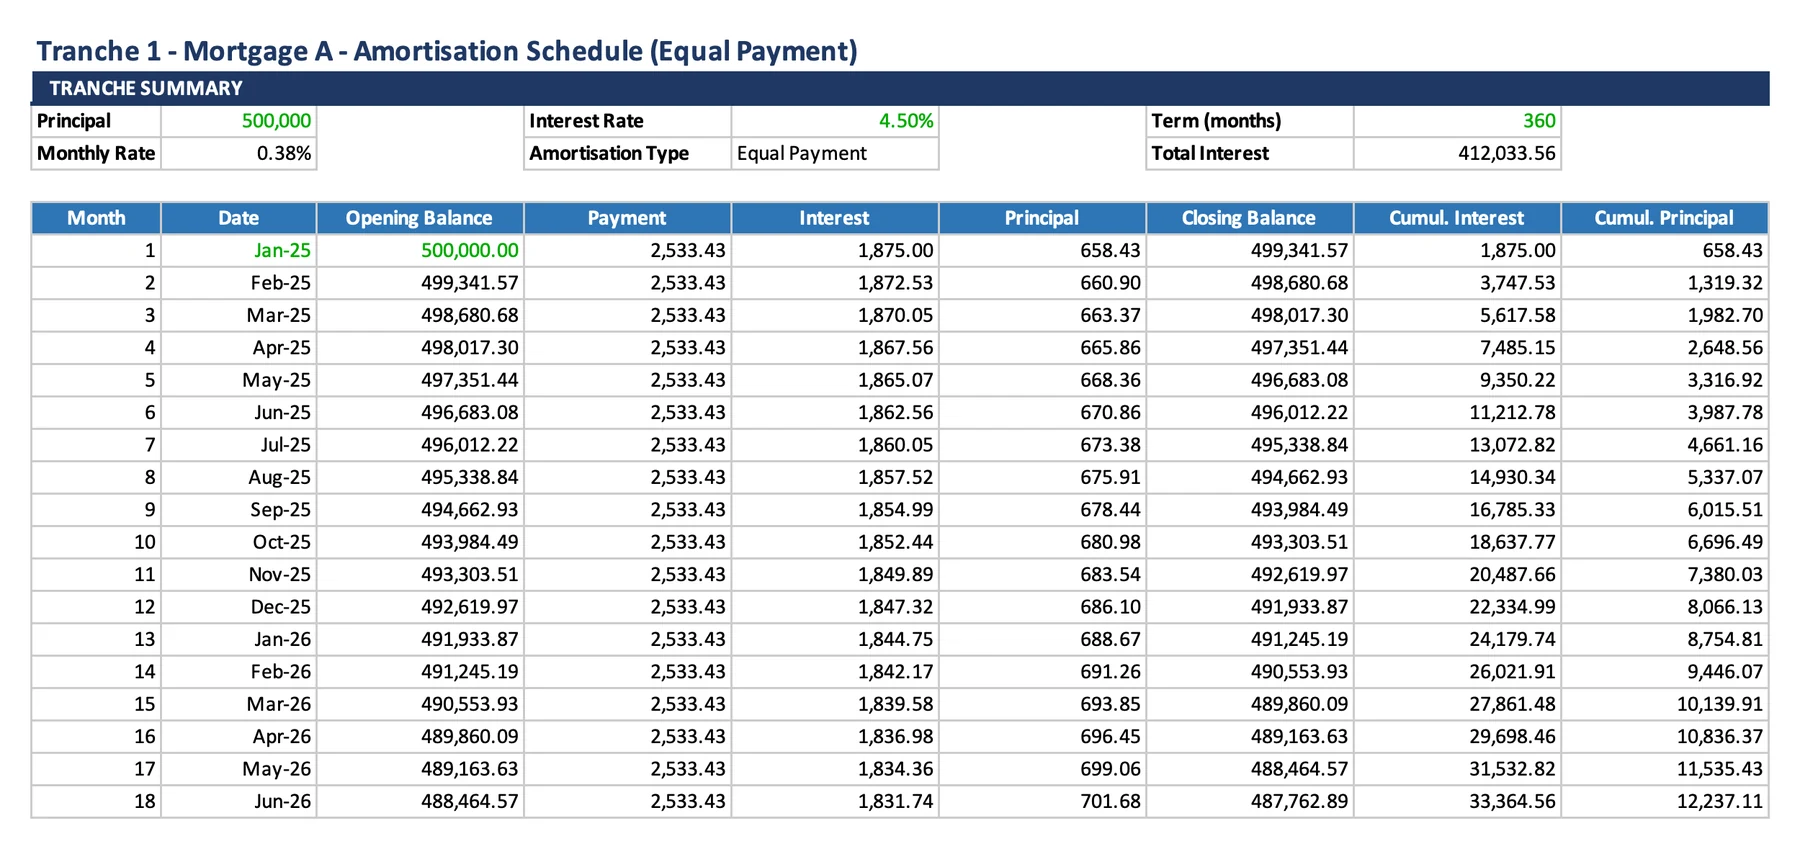 Tranche 1 - Mortgage A - Amortisation Schedule (Equal Payment)
TRANCHE SUMMARY
Principal 500,000 Interest Rate 4.50% Term (months) 360
Monthly Rate 0.38% Amortisation Type Equal Payment Total Interest 412,033.56
Month Date Opening Balance Payment Interest Principal Closing Balance Cumul. Interest Cumul. Principal
1 Jan-25 500,000.00 2,533.43 1,875.00 658.43 499,341.57 1,875.00 658.43
2 Feb-25 499,341.57 2,533.43 1,872.53 660.90 498,680.68 3,747.53 1,319.32
3 Mar-25 498,680.68 2,533.43 1,870.05 663.37 498,017.30 5,617.58 1,982.70
4 Apr-25 498,017.30 2,533.43 1,867.56 665.86 497,351.44 7,485.15 2,648.56
5 May-25 497,351.44 2,533.43 1,865.07 668.36 496,683.08 9,350.22 3,316.92
6 Jun-25 496,683.08 2,533.43 1,862.56 670.86 496,012.22 11,212.78 3,987.78
7 Jul-25 496,012.22 2,533.43 1,860.05 673.38 495,338.84 13,072.82 4,661.16
8 Aug-25 495,338.84 2,533.43 1,857.52 675.91 494,662.93 14,930.34 5,337.07
9 Sep-25 494,662.93 2,533.43 1,854.99 678.44 493,984.49 16,785.33 6,015.51
10 Oct-25 493,984.49 2,533.43 1,852.44 680.98 493,303.51 18,637.77 6,696.49
11 Nov-25 493,303.51 2,533.43 1,849.89 683.54 492,619.97 20,487.66 7,380.03
12 Dec-25 492,619.97 2,533.43 1,847.32 686.10 491,933.87 22,334.99 8,066.13
13 Jan-26 491,933.87 2,533.43 1,844.75 688.67 491,245.19 24,179.74 8,754.81
14 Feb-26 491,245.19 2,533.43 1,842.17 691.26 490,553.93 26,021.91 9,446.07
15 Mar-26 490,553.93 2,533.43 1,839.58 693.85 489,860.09 27,861.48 10,139.91
16 Apr-26 489,860.09 2,533.43 1,836.98 696.45 489,163.63 29,698.46 10,836.37
17 May-26 489,163.63 2,533.43 1,834.36 699.06 488,464.57 31,532.82 11,535.43
18 Jun-26 488,464.57 2,533.43 1,831.74 701.68 487,762.89 33,364.56 12,237.11